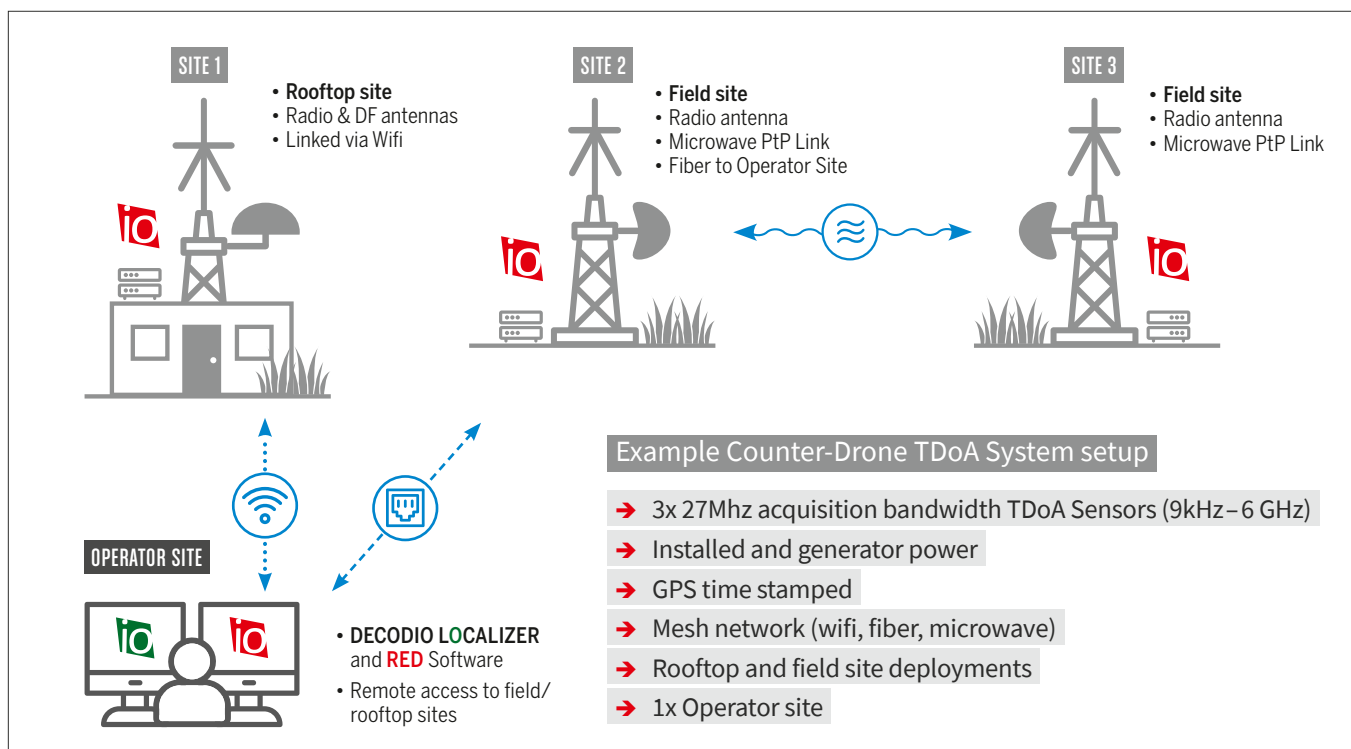 SITE 1
• Rooftop site
• Radio & DF antennas
• Linked via Wifi
SITE 2
• Field site
• Radio antenna
• Microwave PtP Link
• Fiber to Operator Site
SITE 3
• Field site
• Radio antenna
• Microwave PtP Link
io
io
io
OPERATOR SITE
io
io
• DECODIO LOCALIZER
and RED Software
• Remote access to field/
rooftop sites
Example Counter-Drone TDoA System setup
➔ 3x 27Mhz acquisition bandwidth TDoA Sensors (9kHz–6 GHz)
➔ Installed and generator power
➔ GPS time stamped
➔ Mesh network (wifi, fiber, microwave)
➔ Rooftop and field site deployments
➔ 1x Operator site